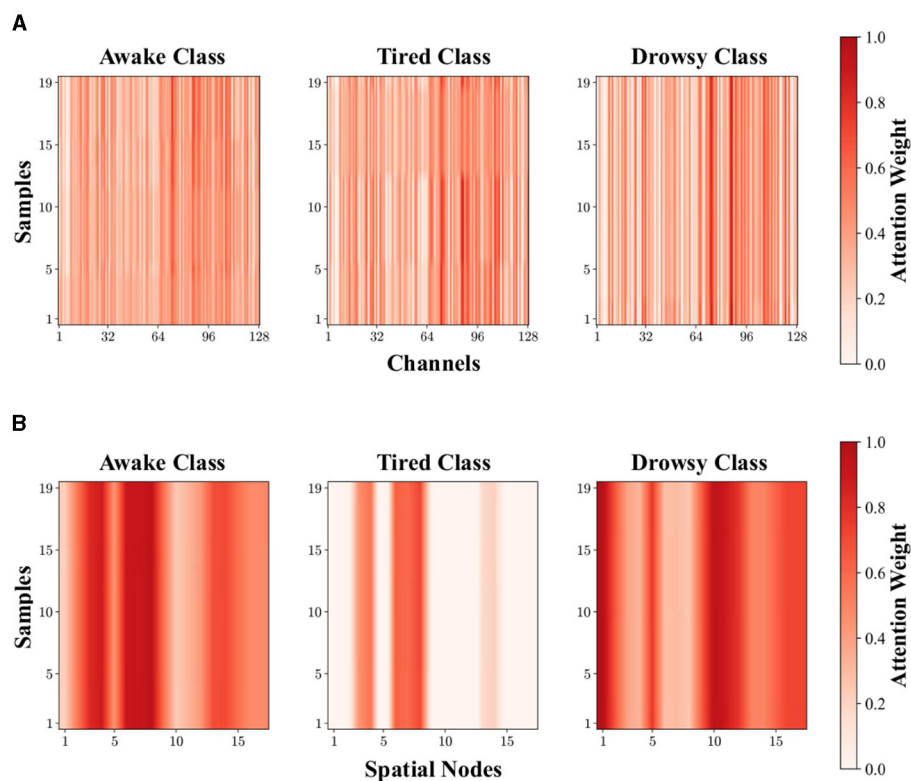 A
Awake Class
Tired Class
Drowsy Class
Samples
19
15
10
5
1
1 32 64 96 128
19
15
10
5
1
1 32 64 96 128
19
15
10
5
1
1 32 64 96 128
Channels
1.0
0.8
0.6
0.4
0.2
0.0
Attention Weight
B
Awake Class
Tired Class
Drowsy Class
Samples
19
15
10
5
1
1 5 10 15
19
15
10
5
1
1 5 10 15
19
15
10
5
1
1 5 10 15
Spatial Nodes
1.0
0.8
0.6
0.4
0.2
0.0
Attention Weight